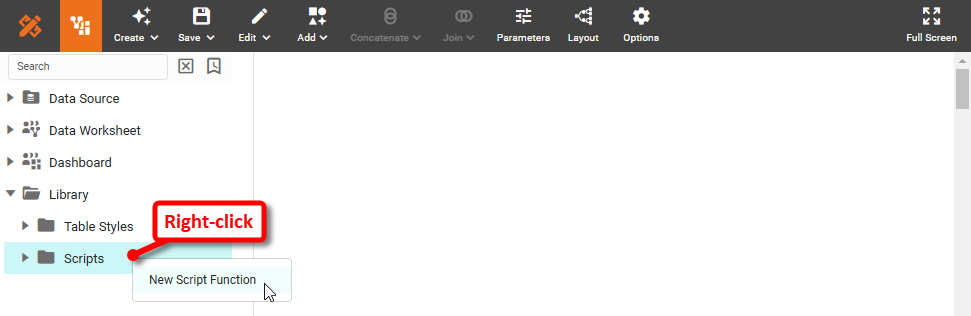 Create Save Edit Add Concatenate Join Parameters Layout Options Full Screen
Search
Data Source
Data Worksheet
Dashboard
Library
Table Styles
Right-click
Scripts
New Script Function